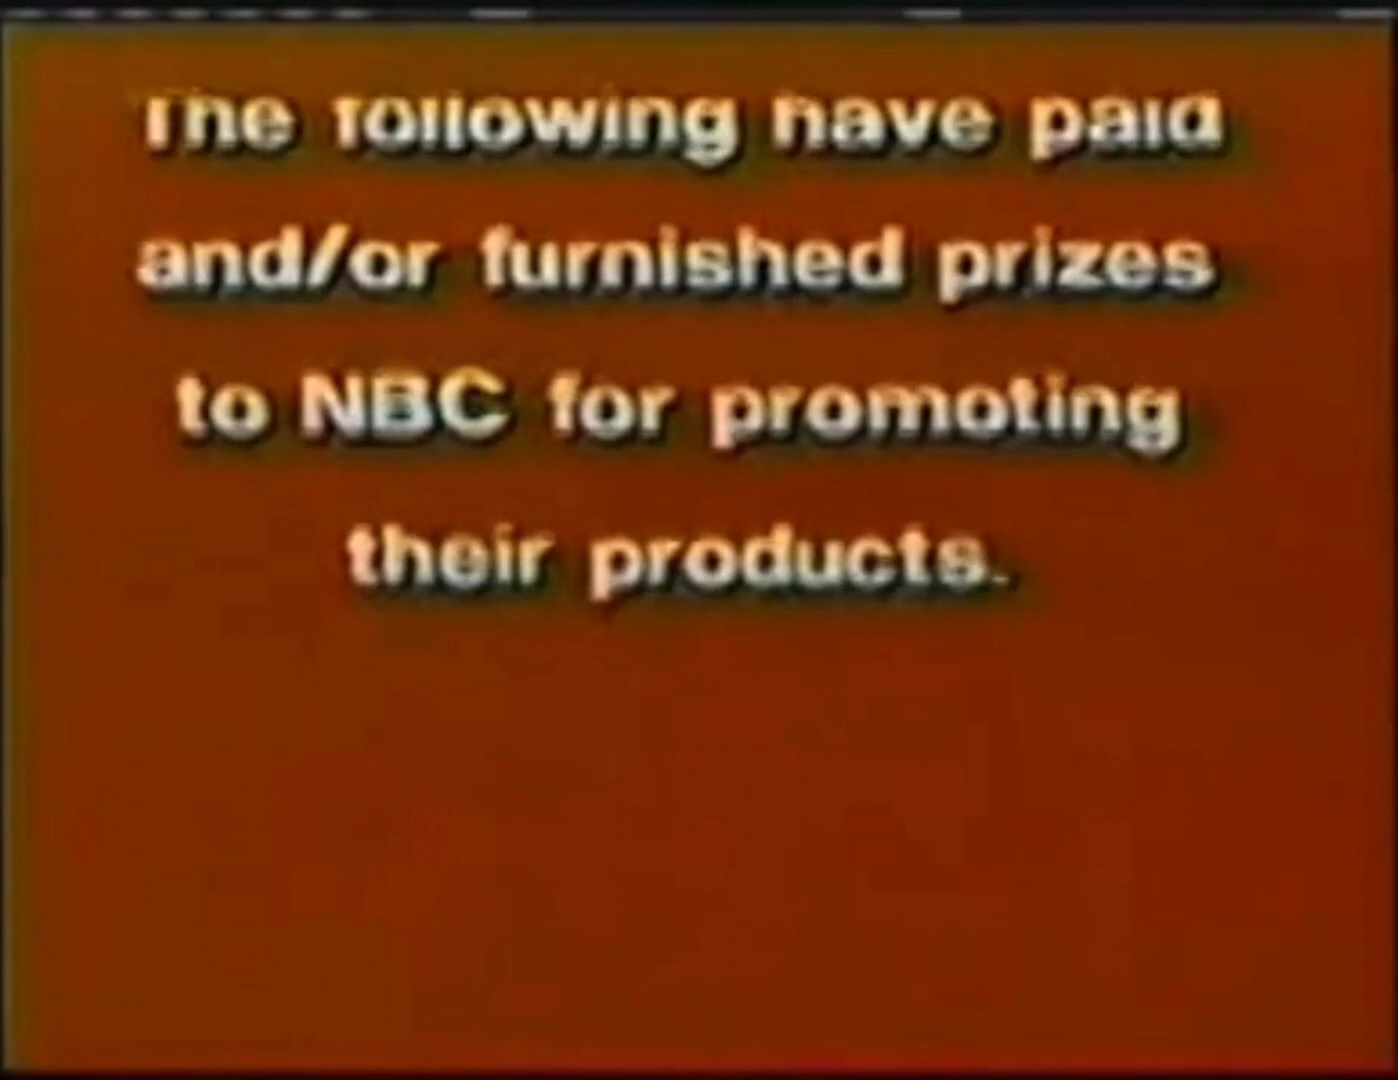 The following have paid
and/or furnished prizes
to NBC for promoting
their products.